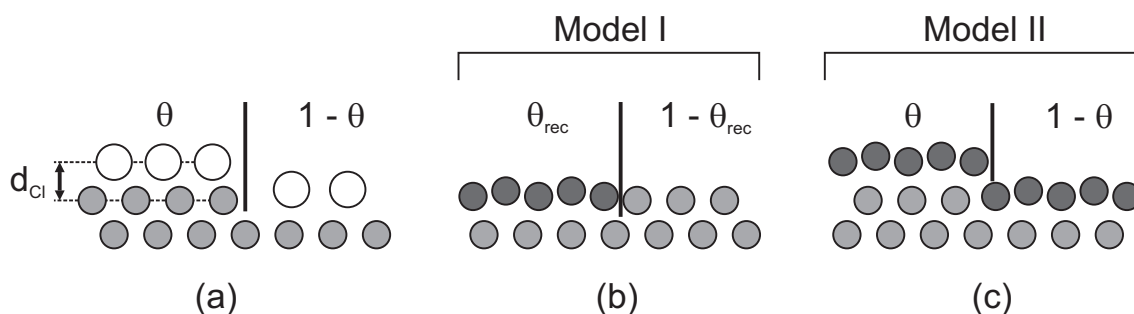 Model I
Model II
θ
1 - θ
θrec
1 - θrec
θ
1 - θ
dCl
(a)
(b)
(c)